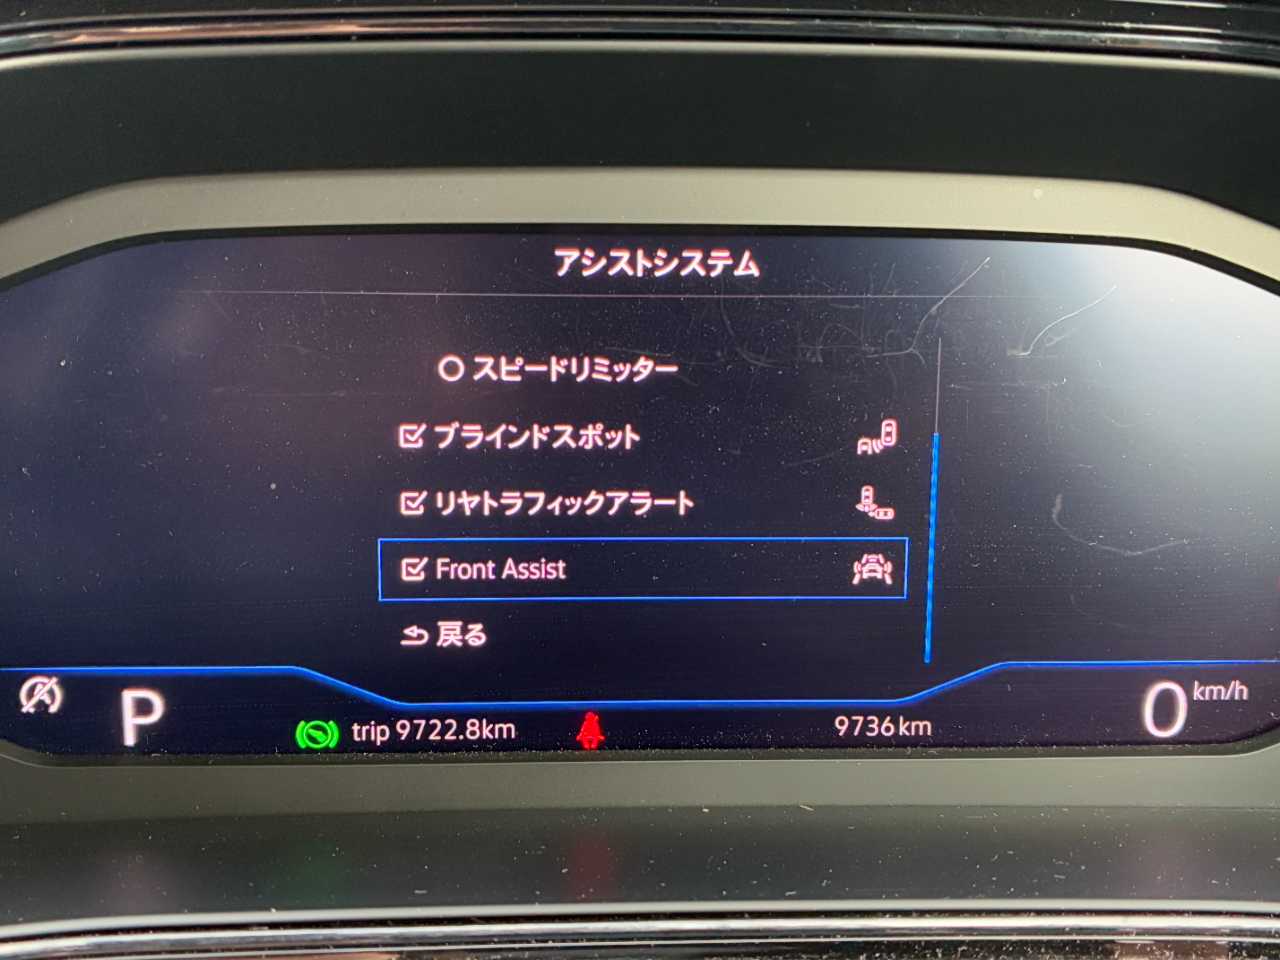 アシストシステム
スピードリミッター
ブラインドスポット
リヤトラフィックアラート
Front Assist
戻る
P
trip 9722.8km
9736km
0 km/h